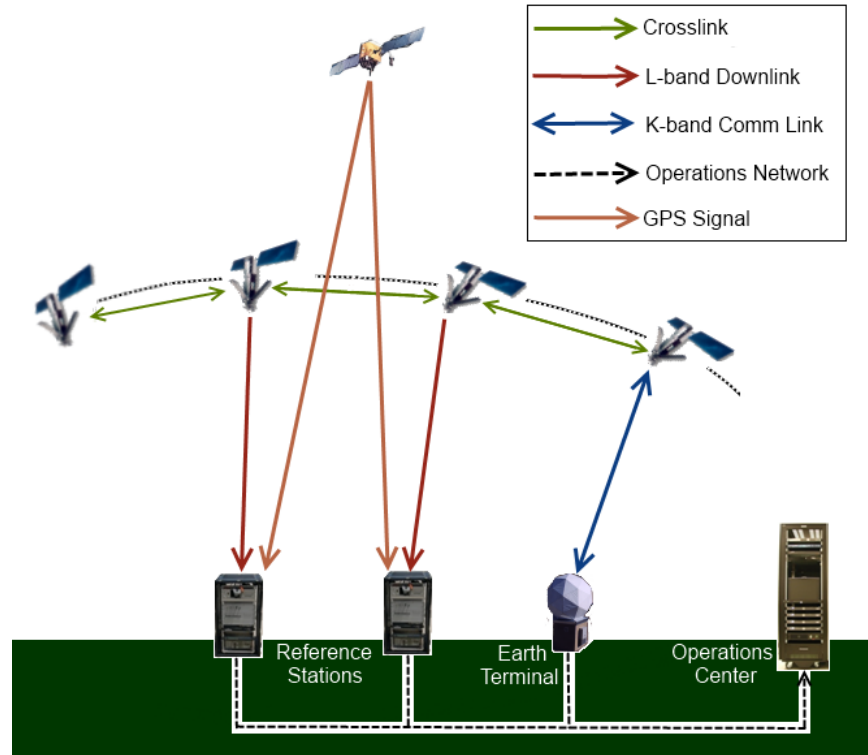 Crosslink
L-band Downlink
K-band Comm Link
Operations Network
GPS Signal
Reference
Stations
Earth
Terminal
Operations
Center